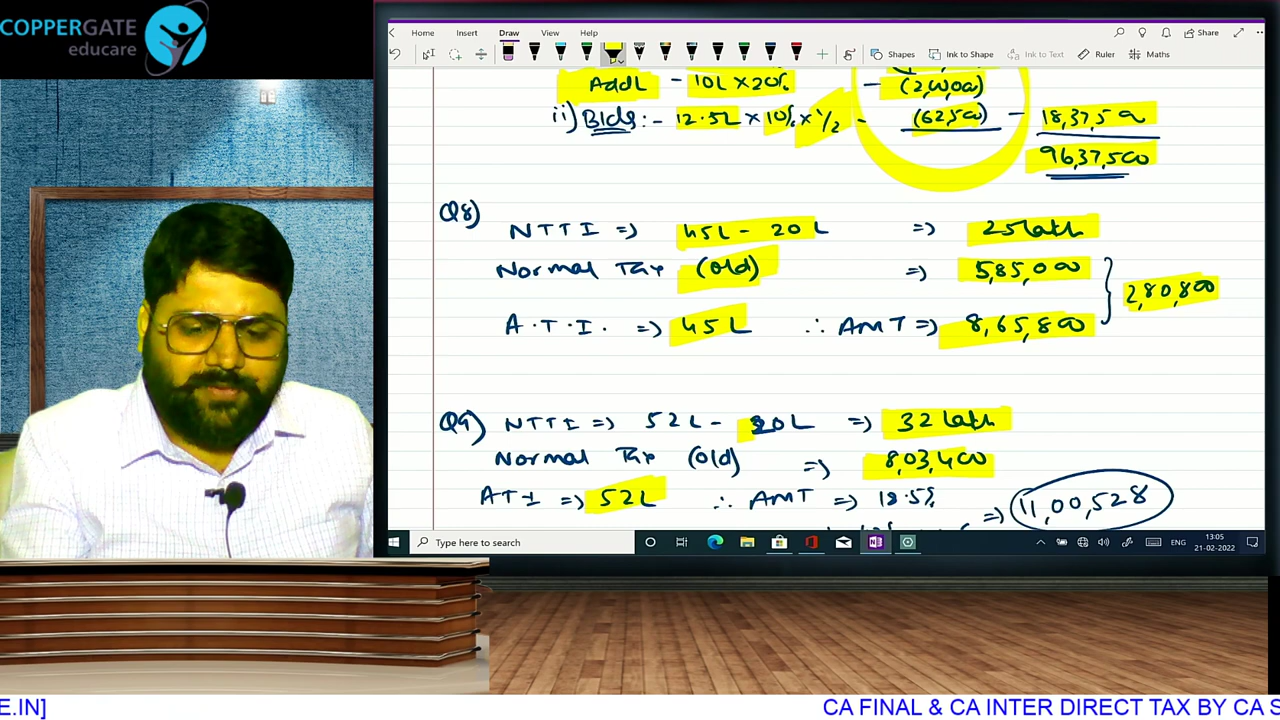 COPPERGATE
educare
Home Insert Draw View Help
Share
Shapes Ink to Shape Ink to Text Ruler Maths
Addl - 10L x 20% - (2,00,000)
ii) Bldg :- 12.5L x 10% x 1/2 - (62,500) - 18,37,500
96,37,500
Q8)
NTTI => 45L - 20L => 25 lakh
Normal Tax (old) => 5,85,000
2,80,800
A.T.I. => 45L ∴ AMT => 8,65,800
Q9) NTTI => 52L - 20L => 32 lakh
Normal Tax (old) => 8,03,400
ATI => 52L ∴ AMT => 18.5%
=> 11,00,528
Type here to search
ENG
13:05
21-02-2022
E.IN]
CA FINAL & CA INTER DIRECT TAX BY CA S